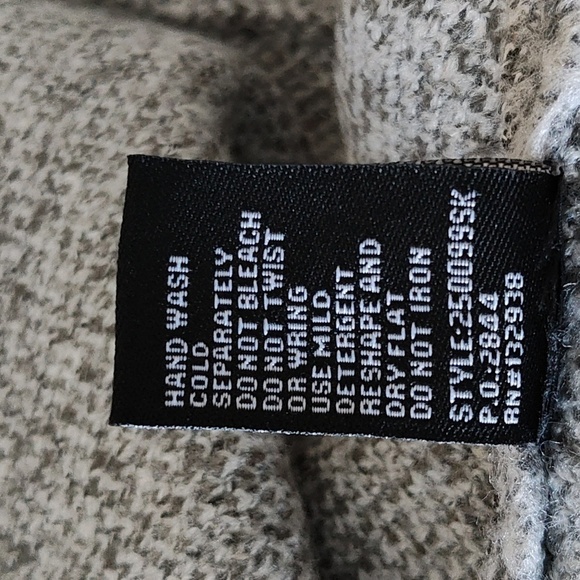 HAND WASH
COLD
SEPARATELY
DO NOT BLEACH
DO NOT TWIST
OR WRING
USE MILD
DETERGENT
RESHAPE AND
DRY FLAT
DO NOT IRON
STYLE:250099SK
P.O.:2844
RN#132938